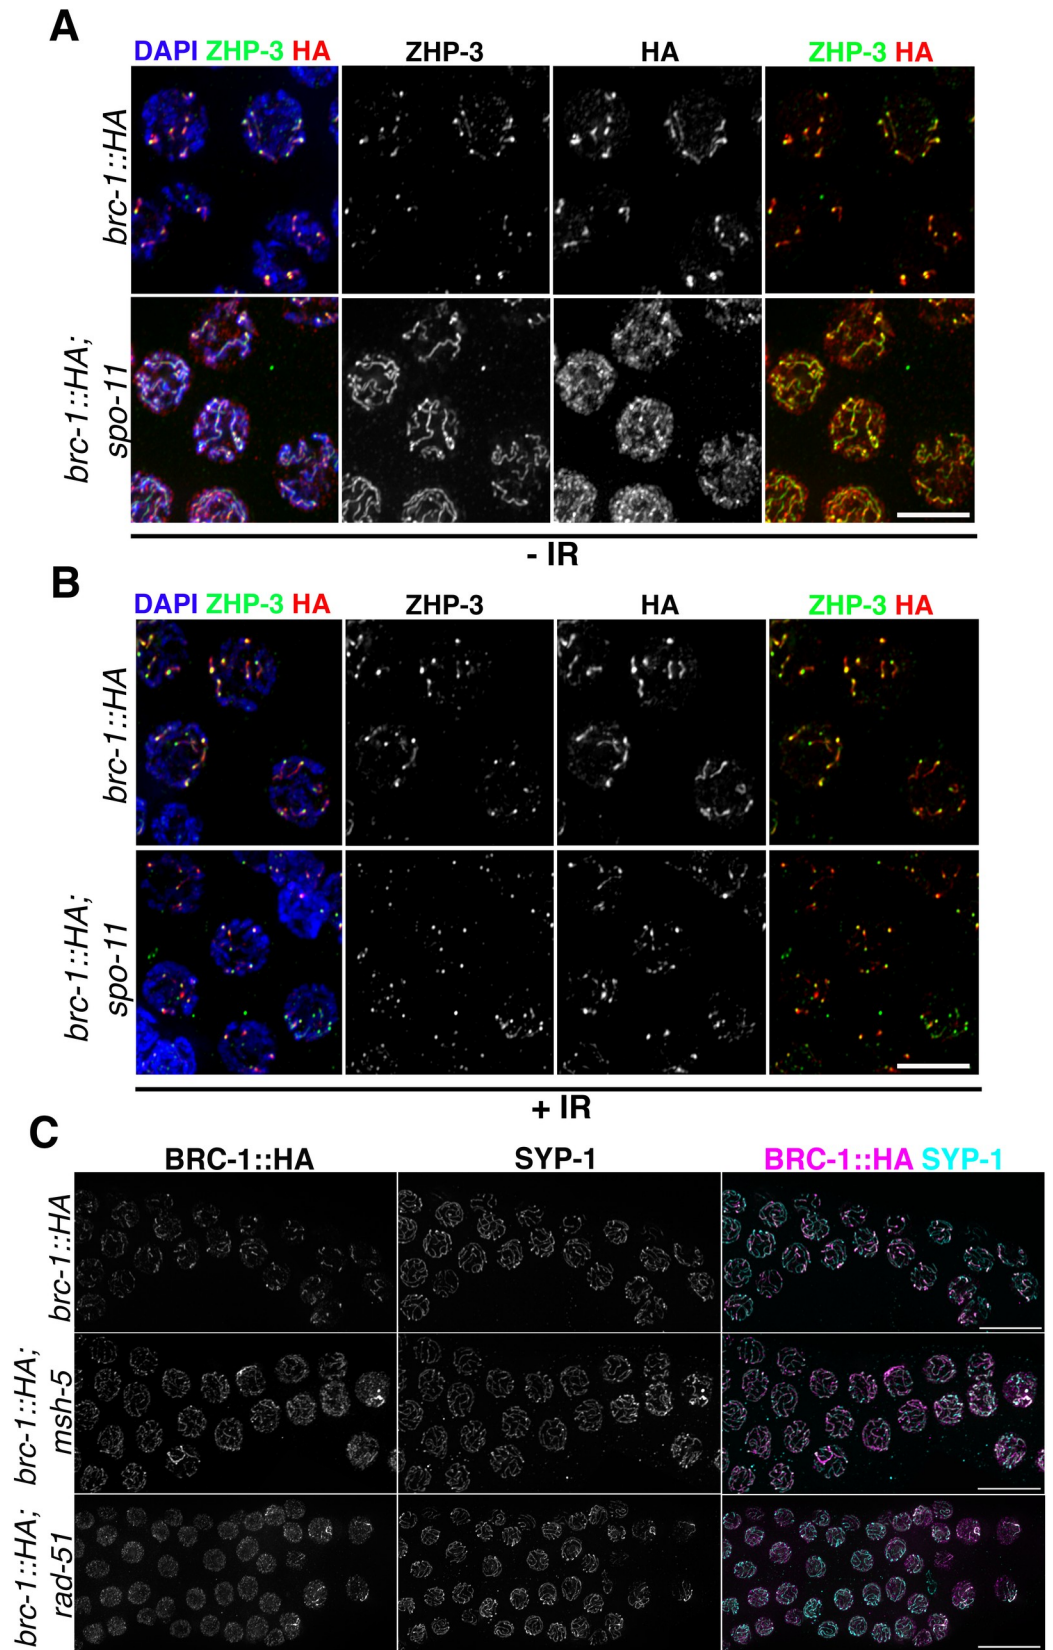 A
DAPI ZHP-3 HA
ZHP-3
HA
ZHP-3 HA
brc-1::HA
brc-1::HA;
spo-11
- IR
B
DAPI ZHP-3 HA
ZHP-3
HA
ZHP-3 HA
brc-1::HA
brc-1::HA;
spo-11
+ IR
C
BRC-1::HA
SYP-1
BRC-1::HA SYP-1
brc-1::HA
brc-1::HA;
msh-5
brc-1::HA;
rad-51